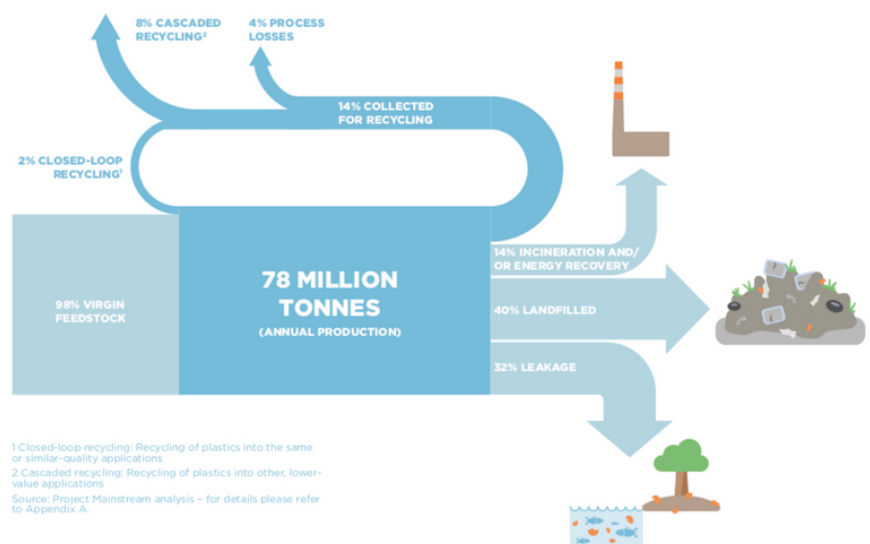 8% CASCADED
RECYCLING²
4% PROCESS
LOSSES
14% COLLECTED
FOR RECYCLING
2% CLOSED-LOOP
RECYCLING¹
98% VIRGIN
FEEDSTOCK
78 MILLION
TONNES
(ANNUAL PRODUCTION)
14% INCINERATION AND/
OR ENERGY RECOVERY
40% LANDFILLED
32% LEAKAGE
1 Closed-loop recycling: Recycling of plastics into the same
or similar-quality applications
2 Cascaded recycling: Recycling of plastics into other, lower-
value applications
Source: Project Mainstream analysis – for details please refer
to Appendix A.